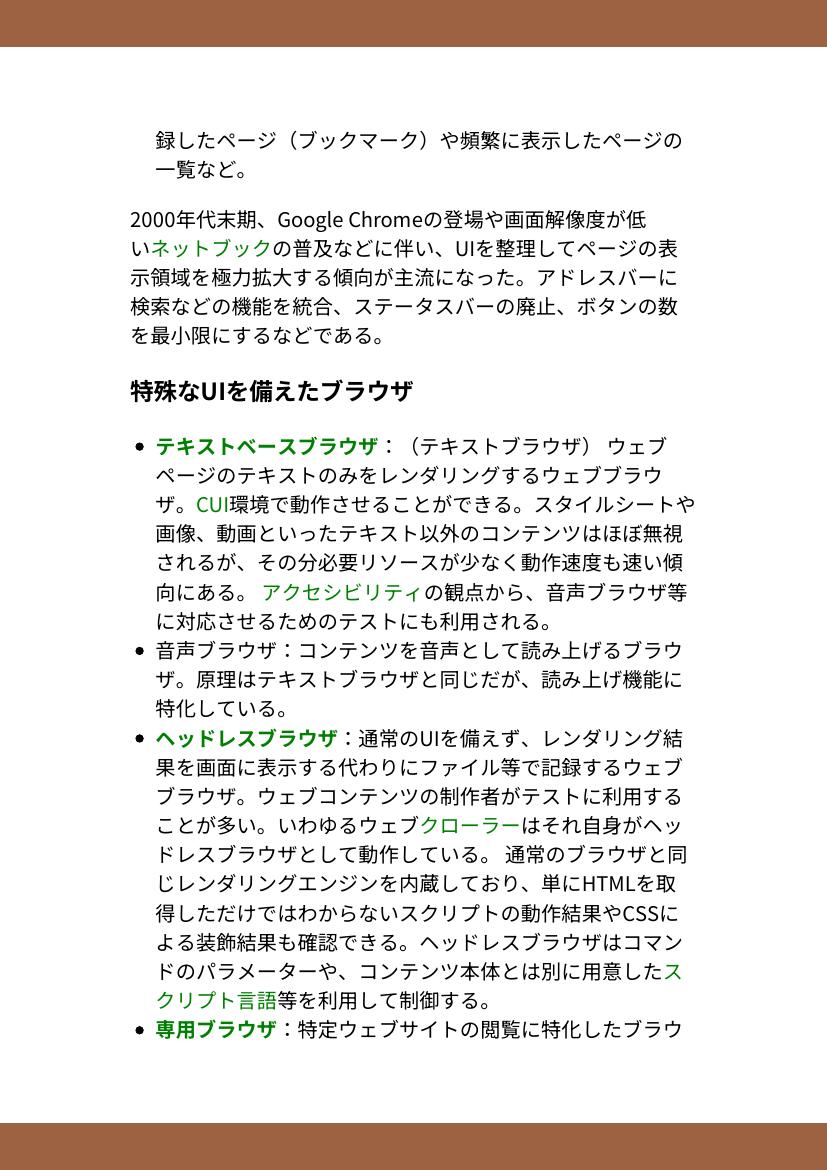 録したページ（ブックマーク）や頻繁に表示したページの
一覧など。
2000年代末期、Google Chromeの登場や画面解像度が低
いネットブックの普及などに伴い、UIを整理してページの表
示領域を極力拡大する傾向が主流になった。アドレスバーに
検索などの機能を統合、ステータスバーの廃止、ボタンの数
を最小限にするなどである。
特殊なUIを備えたブラウザ
• テキストベースブラウザ：（テキストブラウザ） ウェブ
ページのテキストのみをレンダリングするウェブブラウ
ザ。CUI環境で動作させることができる。スタイルシートや
画像、動画といったテキスト以外のコンテンツはほぼ無視
されるが、その分必要リソースが少なく動作速度も速い傾
向にある。 アクセシビリティの観点から、音声ブラウザ等
に対応させるためのテストにも利用される。
• 音声ブラウザ：コンテンツを音声として読み上げるブラウ
ザ。原理はテキストブラウザと同じだが、読み上げ機能に
特化している。
• ヘッドレスブラウザ：通常のUIを備えず、レンダリング結
果を画面に表示する代わりにファイル等で記録するウェブ
ブラウザ。ウェブコンテンツの制作者がテストに利用する
ことが多い。いわゆるウェブクローラーはそれ自身がヘッ
ドレスブラウザとして動作している。 通常のブラウザと同
じレンダリングエンジンを内蔵しており、単にHTMLを取
得しただけではわからないスクリプトの動作結果やCSSに
よる装飾結果も確認できる。ヘッドレスブラウザはコマン
ドのパラメーターや、コンテンツ本体とは別に用意したス
クリプト言語等を利用して制御する。
• 専用ブラウザ：特定ウェブサイトの閲覧に特化したブラウ